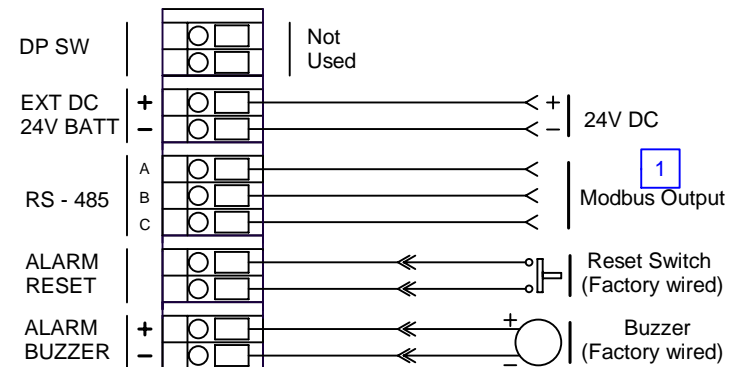 DP SW
Not
Used
EXT DC
24V BATT
+
–
+
–
24V DC
RS - 485
A
B
C
1
Modbus Output
ALARM
RESET
Reset Switch
(Factory wired)
ALARM
BUZZER
+
–
+
–
Buzzer
(Factory wired)